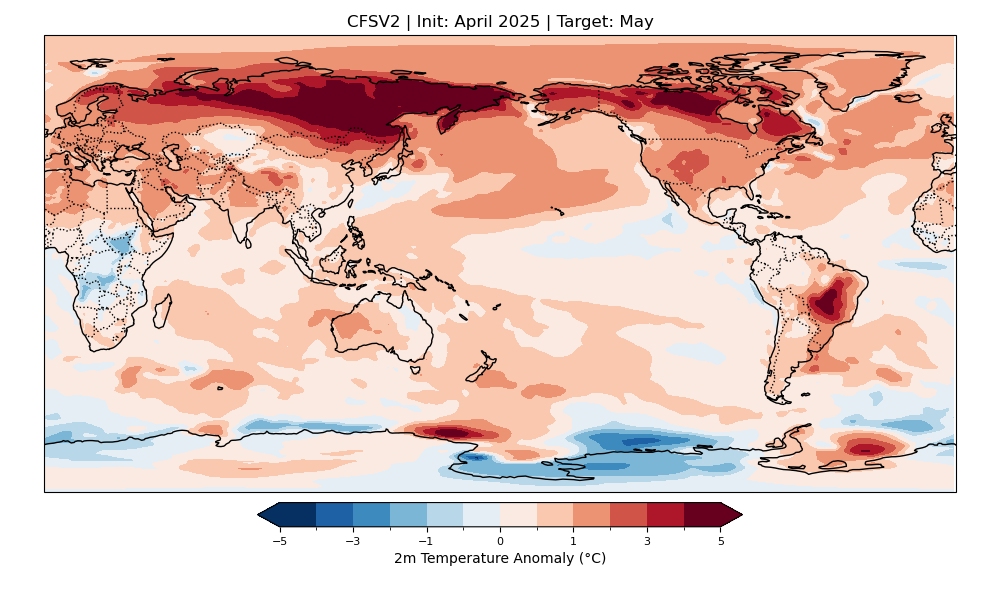 CFSV2 | Init: April 2025 | Target: May
−5 −3 −1 0 1 3 5
2m Temperature Anomaly (°C)